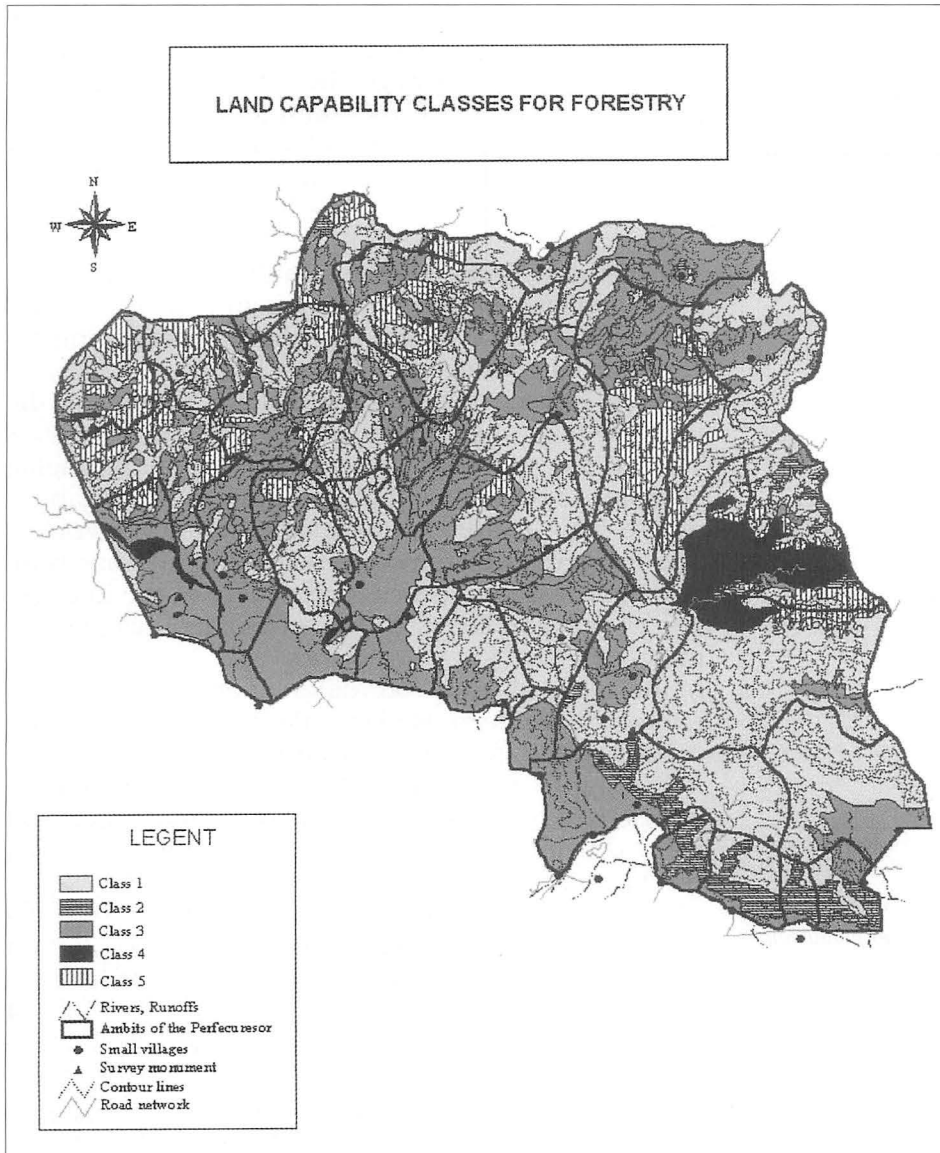 LAND CAPABILITY CLASSES FOR FORESTRY
N
W E
S
LEGENT
Class 1
Class 2
Class 3
Class 4
Class 5
Rivers, Runoffs
Ambits of the Perfecuresor
Small villages
Survey monument
Contour lines
Road network